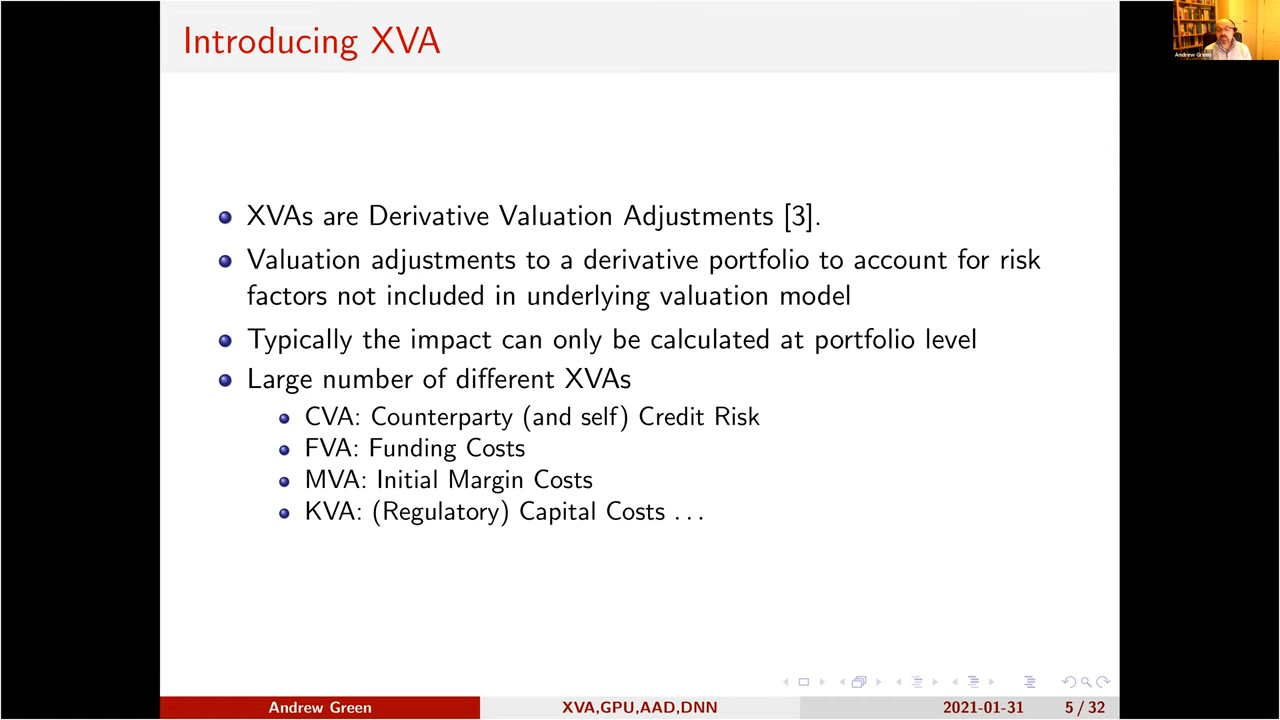 Introducing XVA
Andrew Green
XVAs are Derivative Valuation Adjustments [3].
Valuation adjustments to a derivative portfolio to account for risk
factors not included in underlying valuation model
Typically the impact can only be calculated at portfolio level
Large number of different XVAs
CVA: Counterparty (and self) Credit Risk
FVA: Funding Costs
MVA: Initial Margin Costs
KVA: (Regulatory) Capital Costs . . .
Andrew Green XVA,GPU,AAD,DNN 2021-01-31 5 / 32